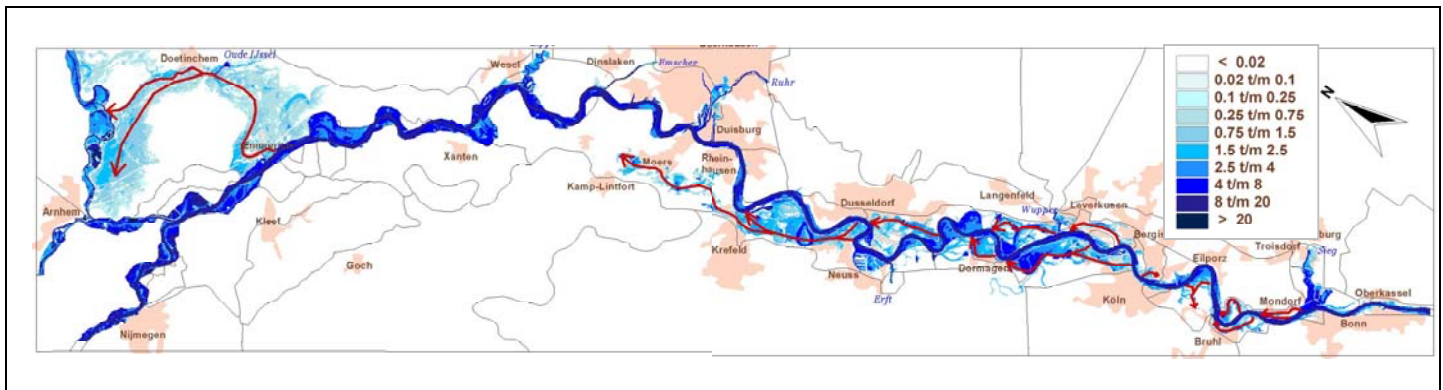 Doetinchem
Oude IJssel
Arnhem
Nijmegen
Kleef
Goch
Xanten
Wesel
Dinslaken
Emscher
Ruhr
Duisburg
Rhein-
hausen
Moers
Kamp-Lintfort
Krefeld
Dusseldorf
Neuss
Erft
Langenfeld
Wupper
Leverkusen
Dormagen
Köln
Eilporz
Bruhl
Mondorf
Troisdorf
Sieg
Oberkassel
Bonn
N
< 0.02
0.02 t/m 0.1
0.1 t/m 0.25
0.25 t/m 0.75
0.75 t/m 1.5
1.5 t/m 2.5
2.5 t/m 4
4 t/m 8
8 t/m 20
> 20